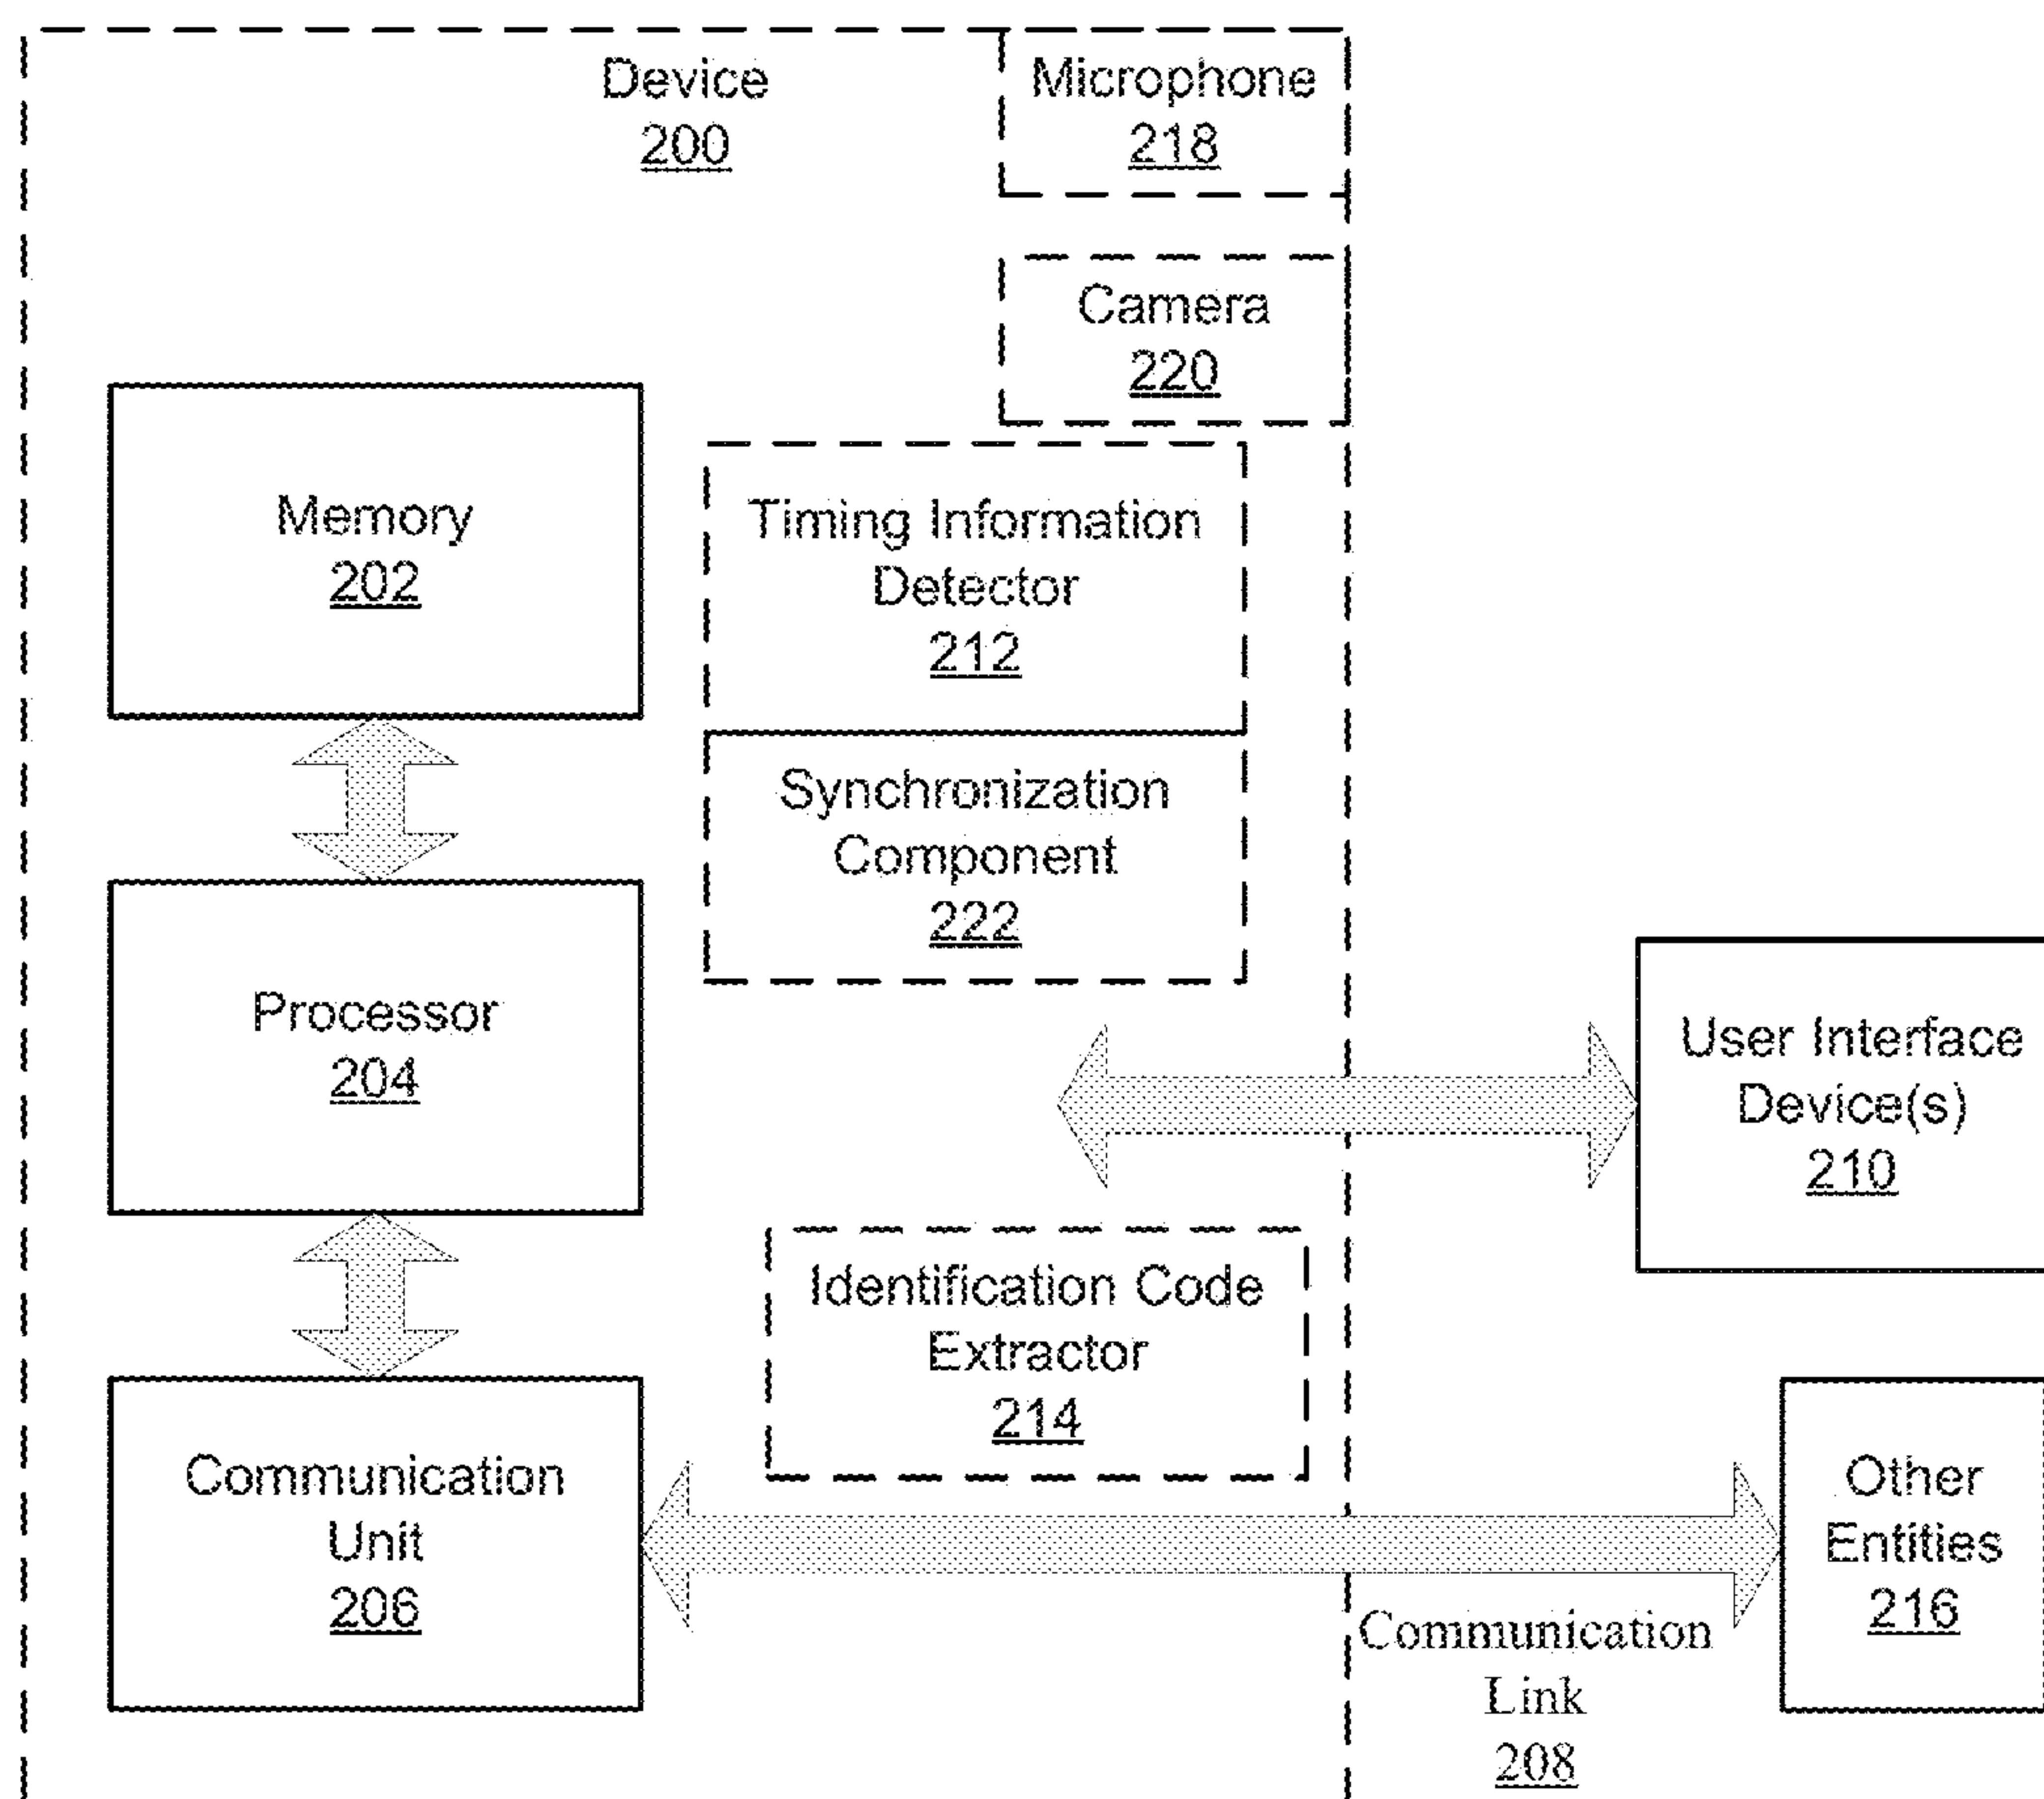 Device
200
Microphone
218
Camera
220
Memory
202
Timing Information
Detector
212
Synchronization
Component
222
Processor
204
User Interface
Device(s)
210
Identification Code
Extractor
214
Communication
Unit
206
Other
Entities
216
Communication
Link
208